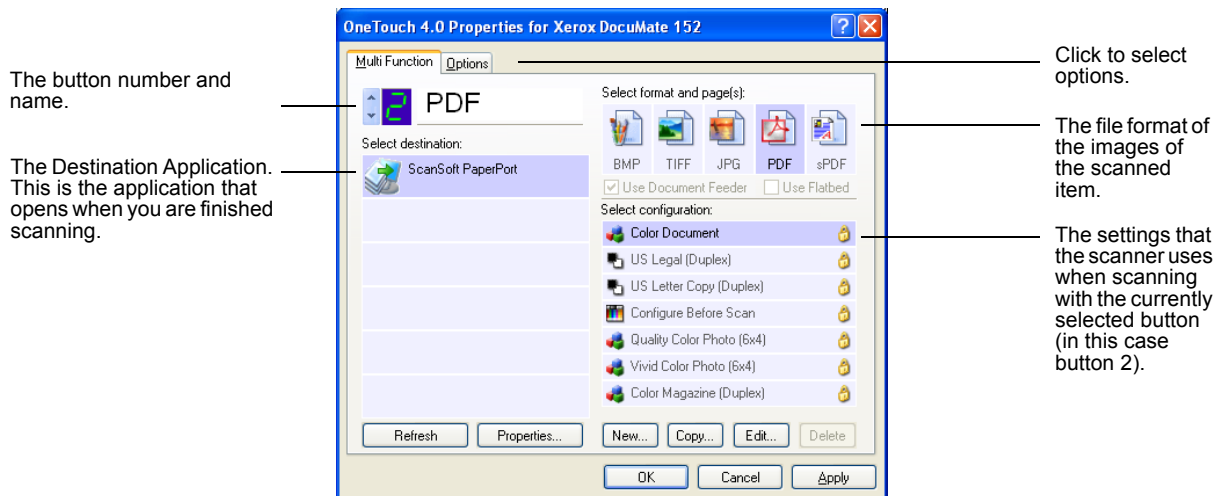 OneTouch 4.0 Properties for Xerox DocuMate 152
Multi Function
Options
The button number and
name.
2
PDF
Select destination:
ScanSoft PaperPort
The Destination Application.
This is the application that
opens when you are finished
scanning.
Select format and page(s):
BMP TIFF JPG PDF sPDF
Use Document Feeder
Use Flatbed
Select configuration:
Color Document
US Legal (Duplex)
US Letter Copy (Duplex)
Configure Before Scan
Quality Color Photo (6x4)
Vivid Color Photo (6x4)
Color Magazine (Duplex)
Refresh
Properties...
New...
Copy...
Edit...
Delete
OK
Cancel
Apply
Click to select
options.
The file format of
the images of
the scanned
item.
The settings that
the scanner uses
when scanning
with the currently
selected button
(in this case
button 2).